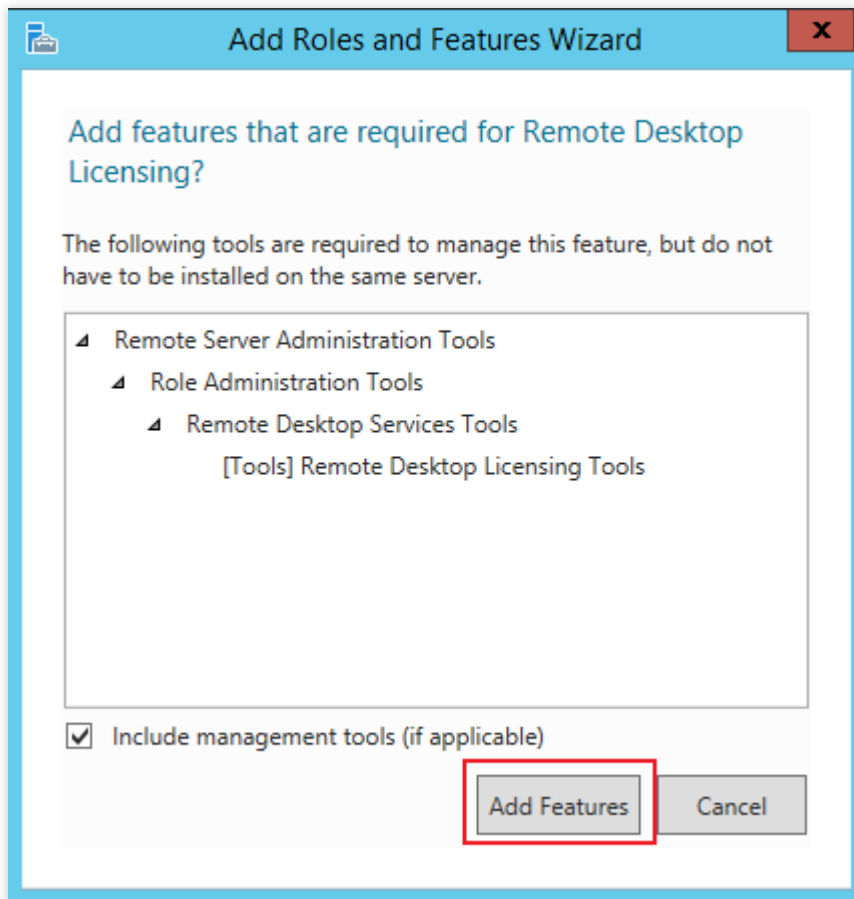 Add Roles and Features Wizard
x
Add features that are required for Remote Desktop
Licensing?
The following tools are required to manage this feature, but do not
have to be installed on the same server.
Remote Server Administration Tools
Role Administration Tools
Remote Desktop Services Tools
[Tools] Remote Desktop Licensing Tools
Include management tools (if applicable)
Add Features
Cancel